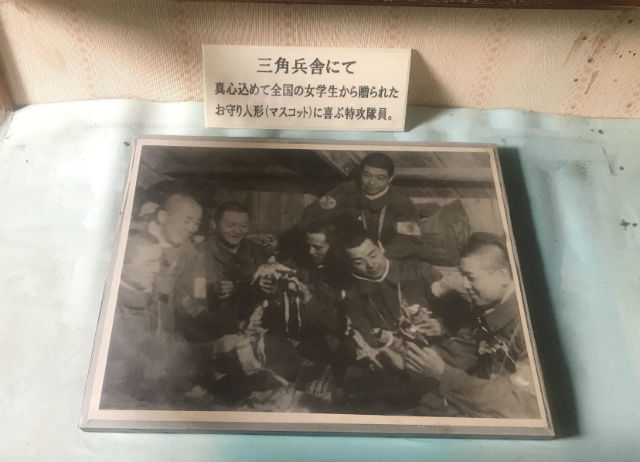 三角兵舎にて
真心込めて全国の女学生から贈られた
お守り人形(マスコット)に喜ぶ特攻隊員。